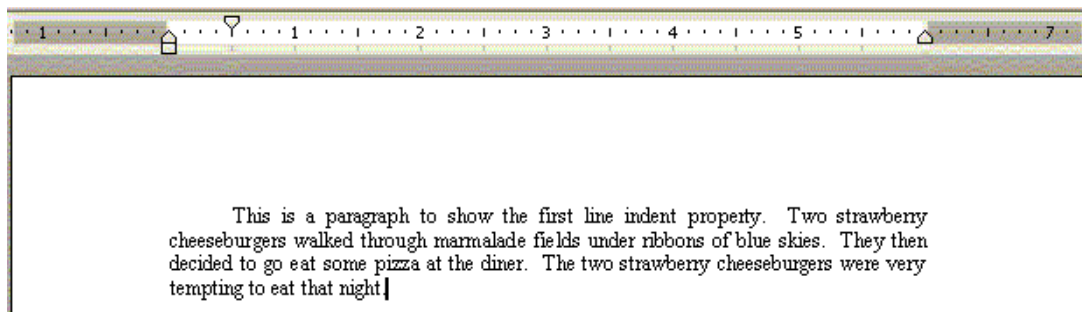 1 1 2 3 4 5 7
This is a paragraph to show the first line indent property. Two strawberry
cheeseburgers walked through marmalade fields under ribbons of blue skies. They then
decided to go eat some pizza at the diner. The two strawberry cheeseburgers were very
tempting to eat that night.